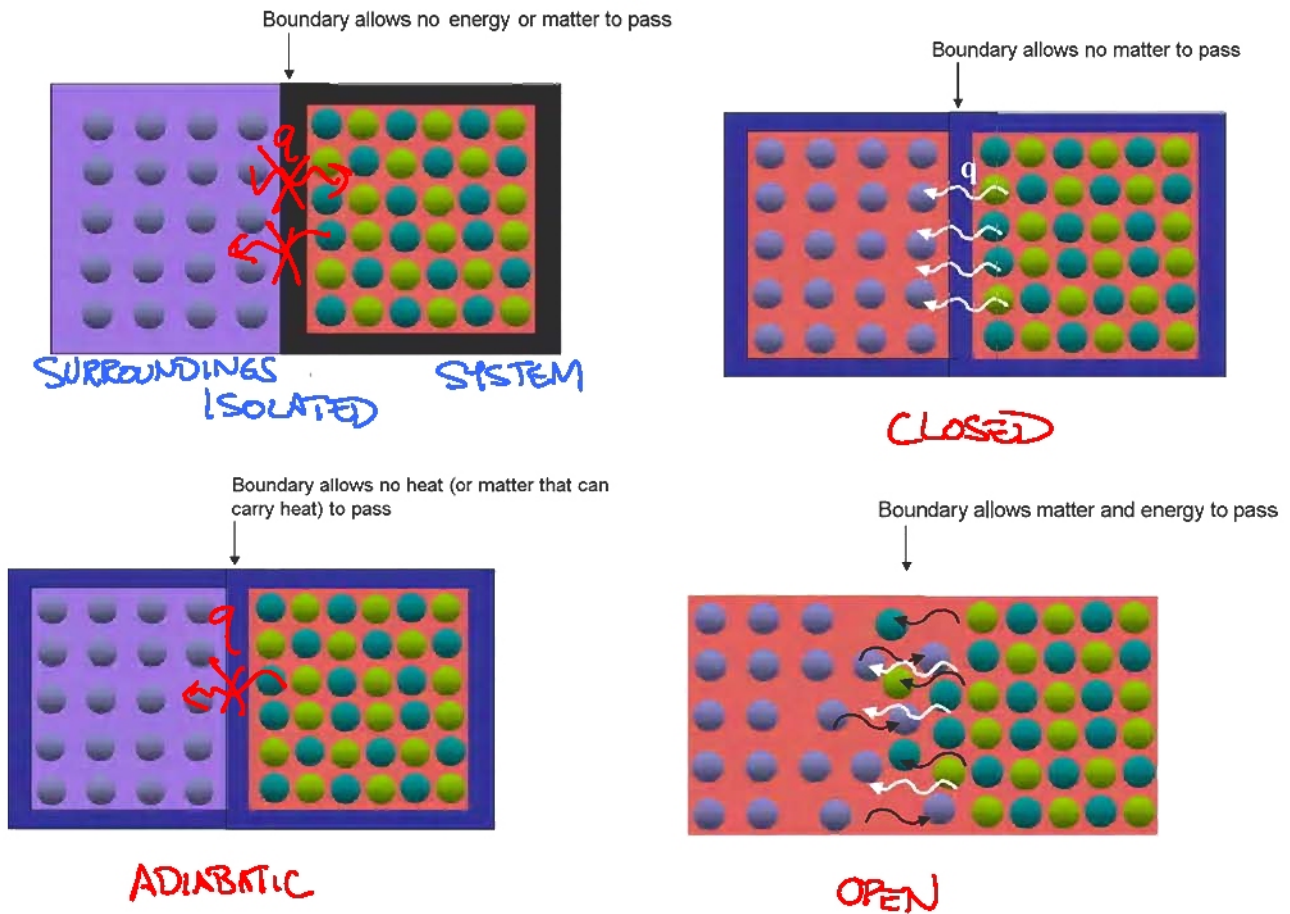 Boundary allows no energy or matter to pass
q
SURROUNDINGS
SYSTEM
ISOLATED
Boundary allows no matter to pass
q
CLOSED
Boundary allows no heat (or matter that can
carry heat) to pass
q
ADIABATIC
Boundary allows matter and energy to pass
OPEN